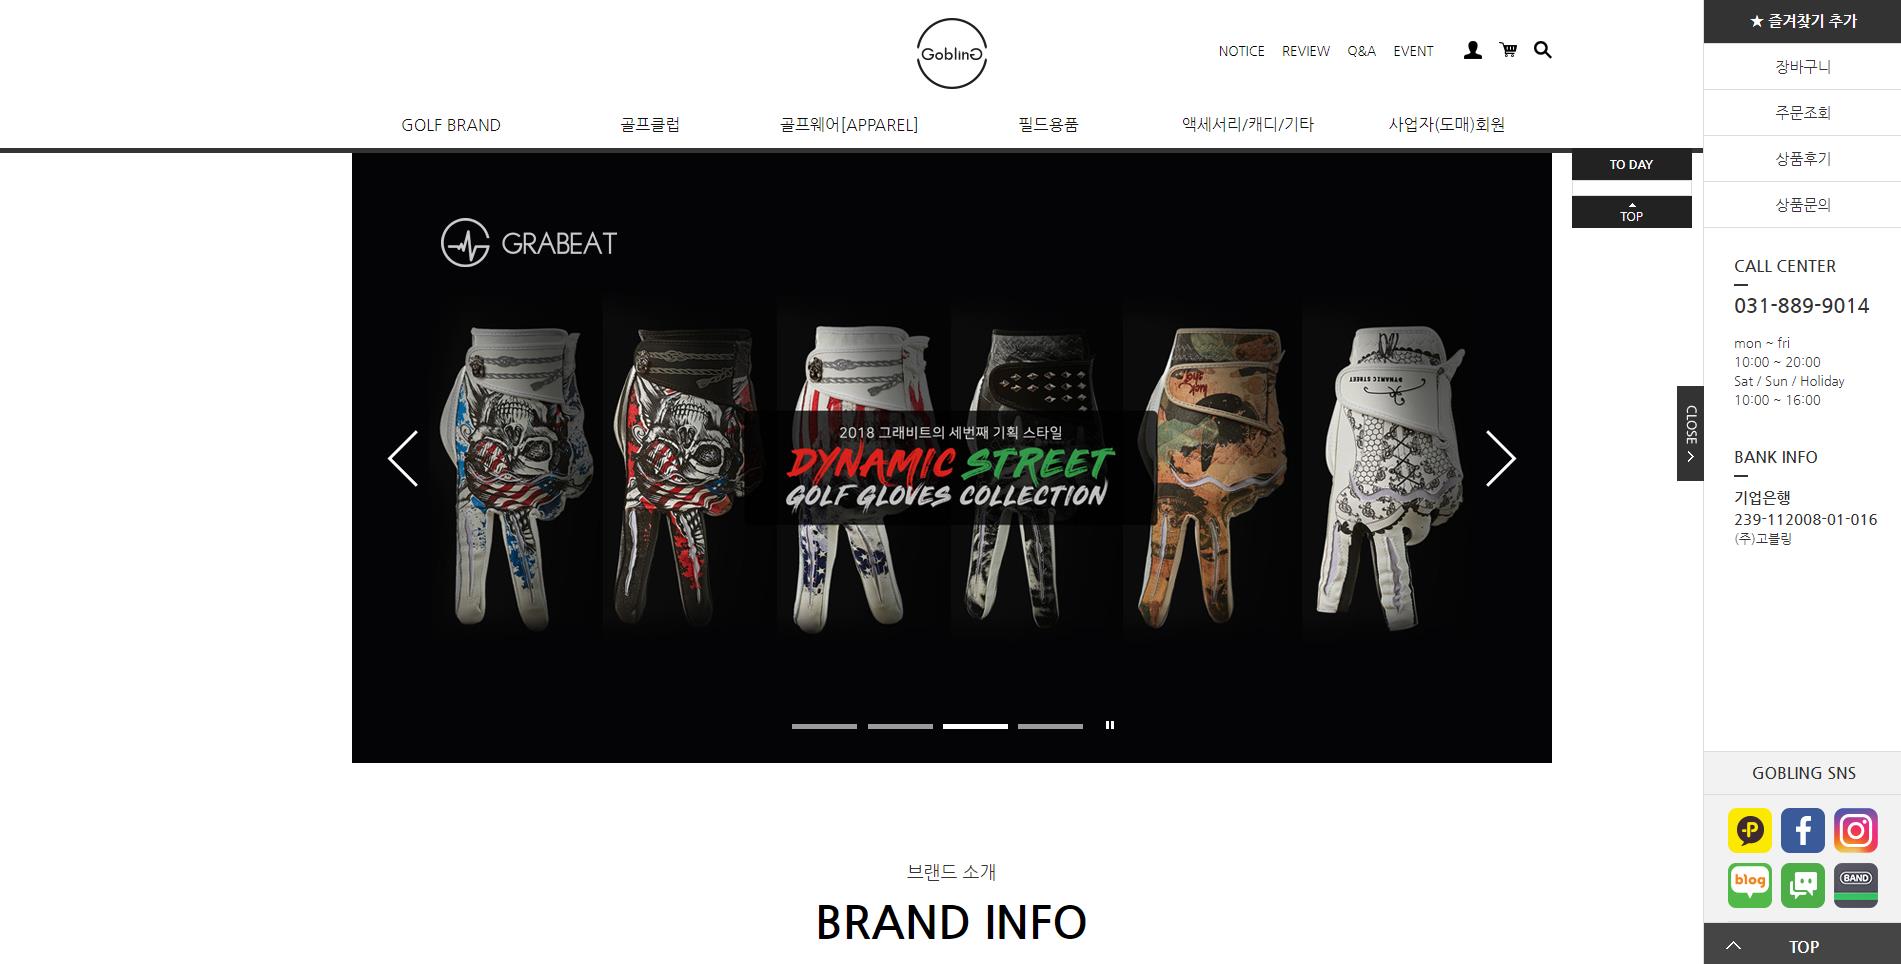 GoblinG
NOTICE
REVIEW
Q&A
EVENT
GOLF BRAND
골프클럽
골프웨어[APPAREL]
필드용품
액세서리/캐디/기타
사업자(도매)회원
GRABEAT
DYNAMIC STREET
2018 그래비트의 세번째 기획 스타일
DYNAMIC STREET
GOLF GLOVES COLLECTION
브랜드 소개
BRAND INFO
TO DAY
TOP
★ 즐겨찾기 추가
장바구니
주문조회
상품후기
상품문의
CALL CENTER
031-889-9014
mon ~ fri
10:00 ~ 20:00
Sat / Sun / Holiday
10:00 ~ 16:00
CLOSE
BANK INFO
기업은행
239-112008-01-016
(주)고블링
GOBLING SNS
P
f
blog
BAND
TOP